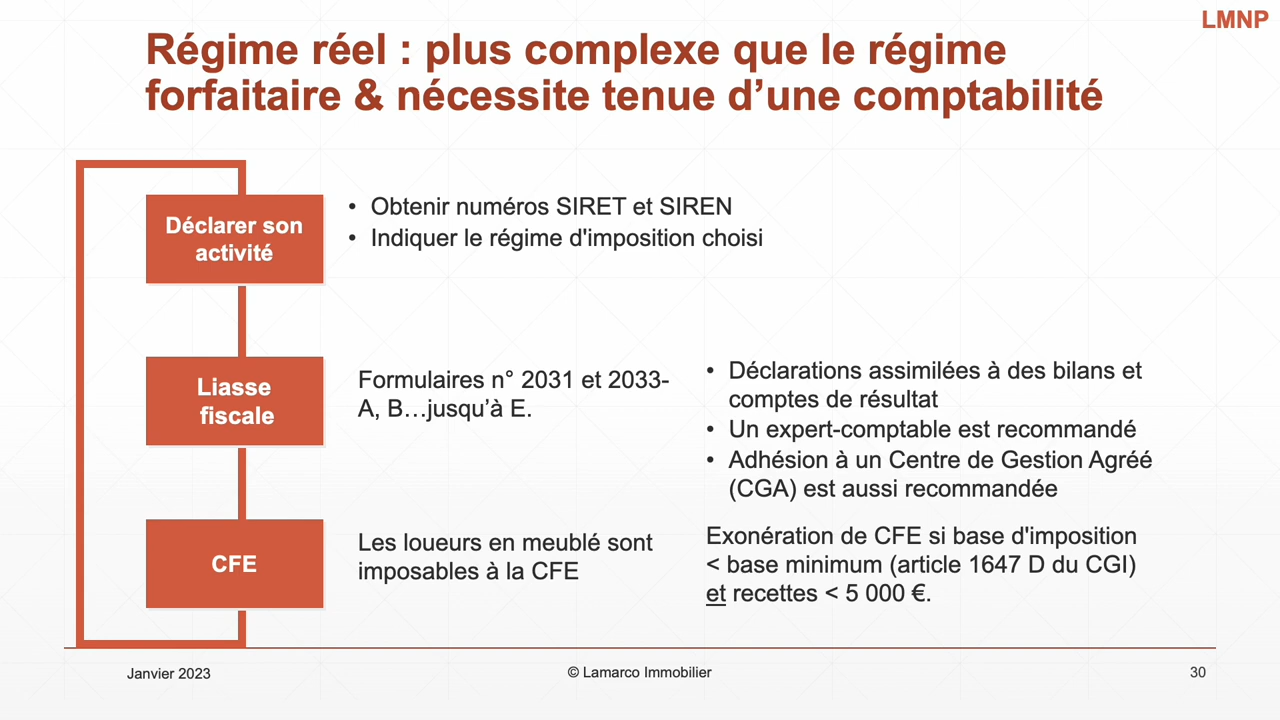 LMNP
Régime réel : plus complexe que le régime
forfaitaire & nécessite tenue d’une comptabilité
Déclarer son
activité
• Obtenir numéros SIRET et SIREN
• Indiquer le régime d'imposition choisi
Liasse
fiscale
Formulaires n° 2031 et 2033-
A, B…jusqu’à E.
• Déclarations assimilées à des bilans et
comptes de résultat
• Un expert-comptable est recommandé
• Adhésion à un Centre de Gestion Agréé
(CGA) est aussi recommandée
CFE
Les loueurs en meublé sont
imposables à la CFE
Exonération de CFE si base d'imposition
< base minimum (article 1647 D du CGI)
et recettes < 5 000 €.
Janvier 2023
© Lamarco Immobilier
30